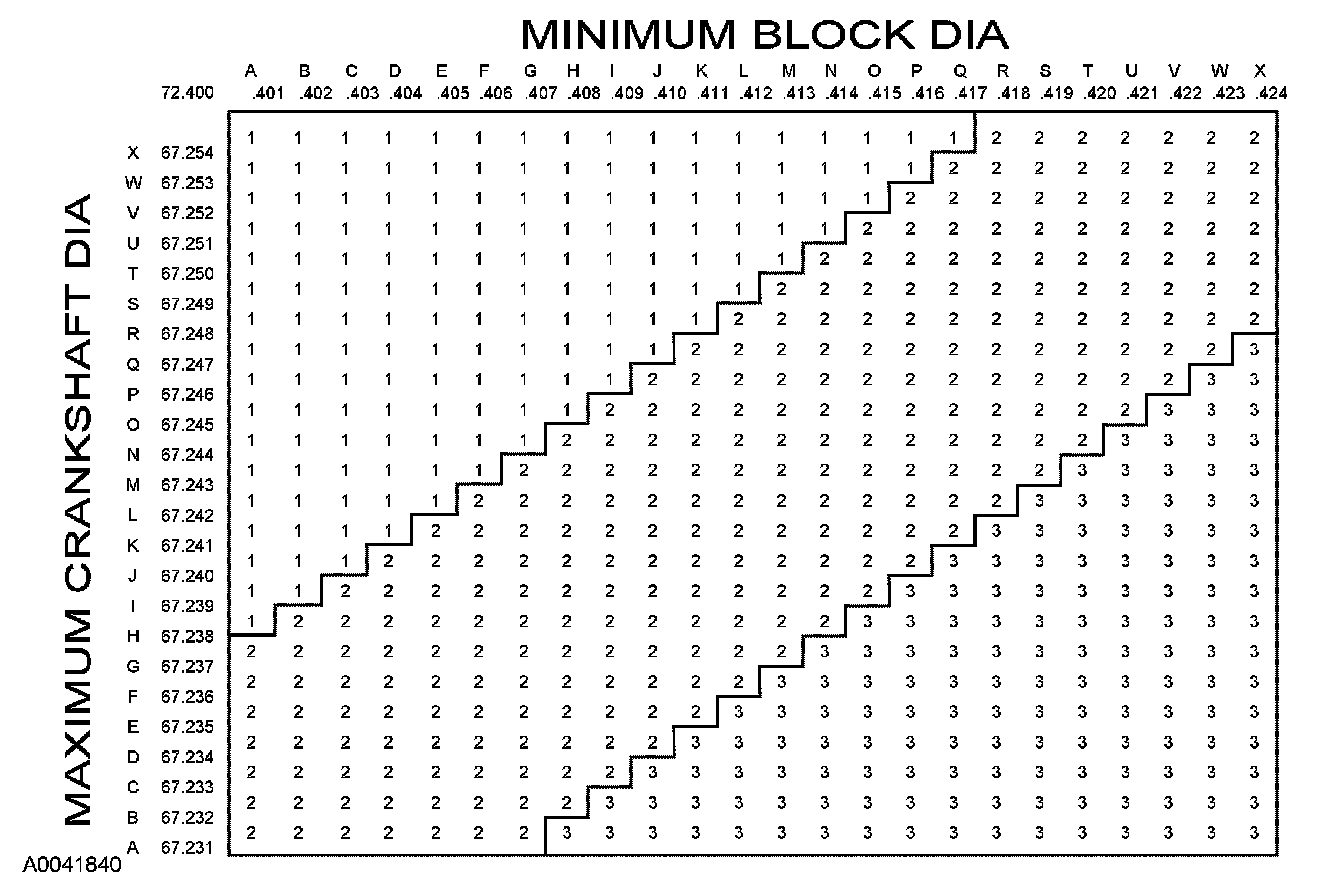 MINIMUM BLOCK DIA
A B C D E F G H I J K L M N O P Q R S T U V W X
72.400 .401 .402 .403 .404 .405 .406 .407 .408 .409 .410 .411 .412 .413 .414 .415 .416 .417 .418 .419 .420 .421 .422 .423 .424
MAXIMUM CRANKSHAFT DIA
X 67.254 1 1 1 1 1 1 1 1 1 1 1 1 1 1 1 1 1 2 2 2 2 2 2 2
W 67.253 1 1 1 1 1 1 1 1 1 1 1 1 1 1 1 1 2 2 2 2 2 2 2 2
V 67.252 1 1 1 1 1 1 1 1 1 1 1 1 1 1 1 2 2 2 2 2 2 2 2 2
U 67.251 1 1 1 1 1 1 1 1 1 1 1 1 1 1 2 2 2 2 2 2 2 2 2 2
T 67.250 1 1 1 1 1 1 1 1 1 1 1 1 1 2 2 2 2 2 2 2 2 2 2 2
S 67.249 1 1 1 1 1 1 1 1 1 1 1 1 2 2 2 2 2 2 2 2 2 2 2 2
R 67.248 1 1 1 1 1 1 1 1 1 1 1 2 2 2 2 2 2 2 2 2 2 2 2 2
Q 67.247 1 1 1 1 1 1 1 1 1 1 2 2 2 2 2 2 2 2 2 2 2 2 2 3
P 67.246 1 1 1 1 1 1 1 1 1 2 2 2 2 2 2 2 2 2 2 2 2 2 3 3
O 67.245 1 1 1 1 1 1 1 1 2 2 2 2 2 2 2 2 2 2 2 2 2 3 3 3
N 67.244 1 1 1 1 1 1 1 2 2 2 2 2 2 2 2 2 2 2 2 2 3 3 3 3
M 67.243 1 1 1 1 1 1 2 2 2 2 2 2 2 2 2 2 2 2 2 3 3 3 3 3
L 67.242 1 1 1 1 1 2 2 2 2 2 2 2 2 2 2 2 2 2 3 3 3 3 3 3
K 67.241 1 1 1 1 2 2 2 2 2 2 2 2 2 2 2 2 2 3 3 3 3 3 3 3
J 67.240 1 1 1 2 2 2 2 2 2 2 2 2 2 2 2 2 3 3 3 3 3 3 3 3
I 67.239 1 1 2 2 2 2 2 2 2 2 2 2 2 2 2 3 3 3 3 3 3 3 3 3
H 67.238 1 2 2 2 2 2 2 2 2 2 2 2 2 2 3 3 3 3 3 3 3 3 3 3
G 67.237 2 2 2 2 2 2 2 2 2 2 2 2 2 3 3 3 3 3 3 3 3 3 3 3
F 67.236 2 2 2 2 2 2 2 2 2 2 2 2 3 3 3 3 3 3 3 3 3 3 3 3
E 67.235 2 2 2 2 2 2 2 2 2 2 2 3 3 3 3 3 3 3 3 3 3 3 3 3
D 67.234 2 2 2 2 2 2 2 2 2 2 3 3 3 3 3 3 3 3 3 3 3 3 3 3
C 67.233 2 2 2 2 2 2 2 2 2 3 3 3 3 3 3 3 3 3 3 3 3 3 3 3
B 67.232 2 2 2 2 2 2 2 2 3 3 3 3 3 3 3 3 3 3 3 3 3 3 3 3
A 67.231 2 2 2 2 2 2 2 3 3 3 3 3 3 3 3 3 3 3 3 3 3 3 3 3
A0041840